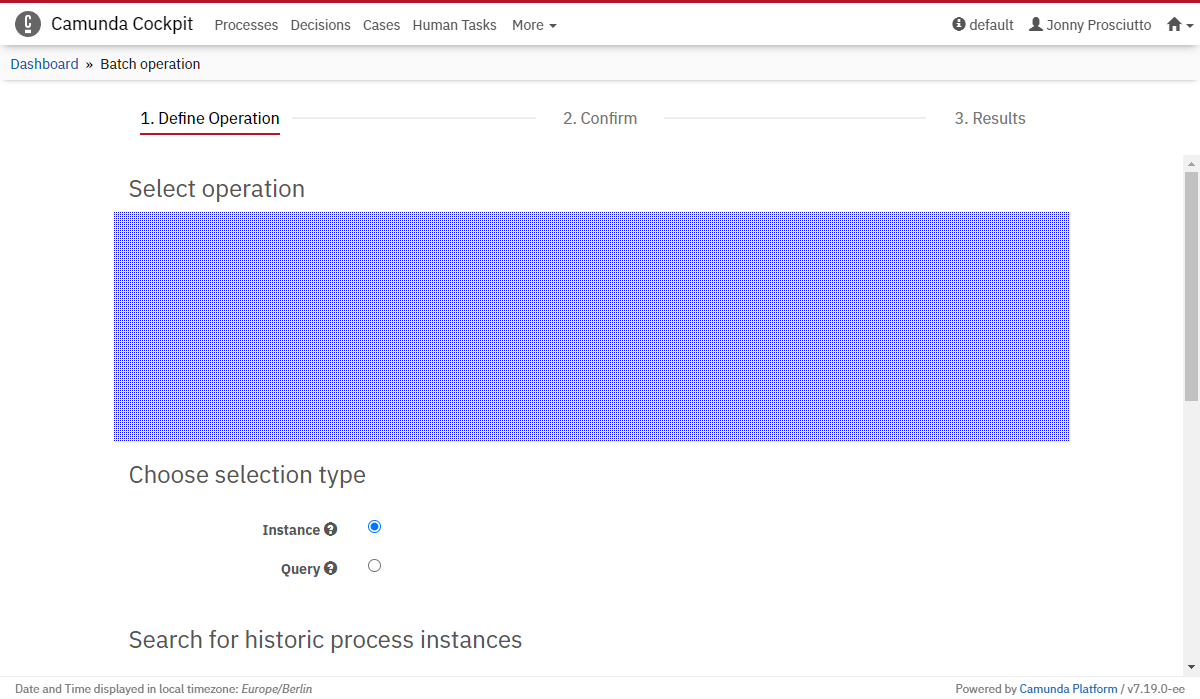 Camunda Cockpit Processes Decisions Cases Human Tasks More default Jonny Prosciutto
Dashboard » Batch operation
1. Define Operation 2. Confirm 3. Results
Select operation
Choose selection type
Instance
Query
Search for historic process instances
Date and Time displayed in local timezone: Europe/Berlin Powered by Camunda Platform / v7.19.0-ee